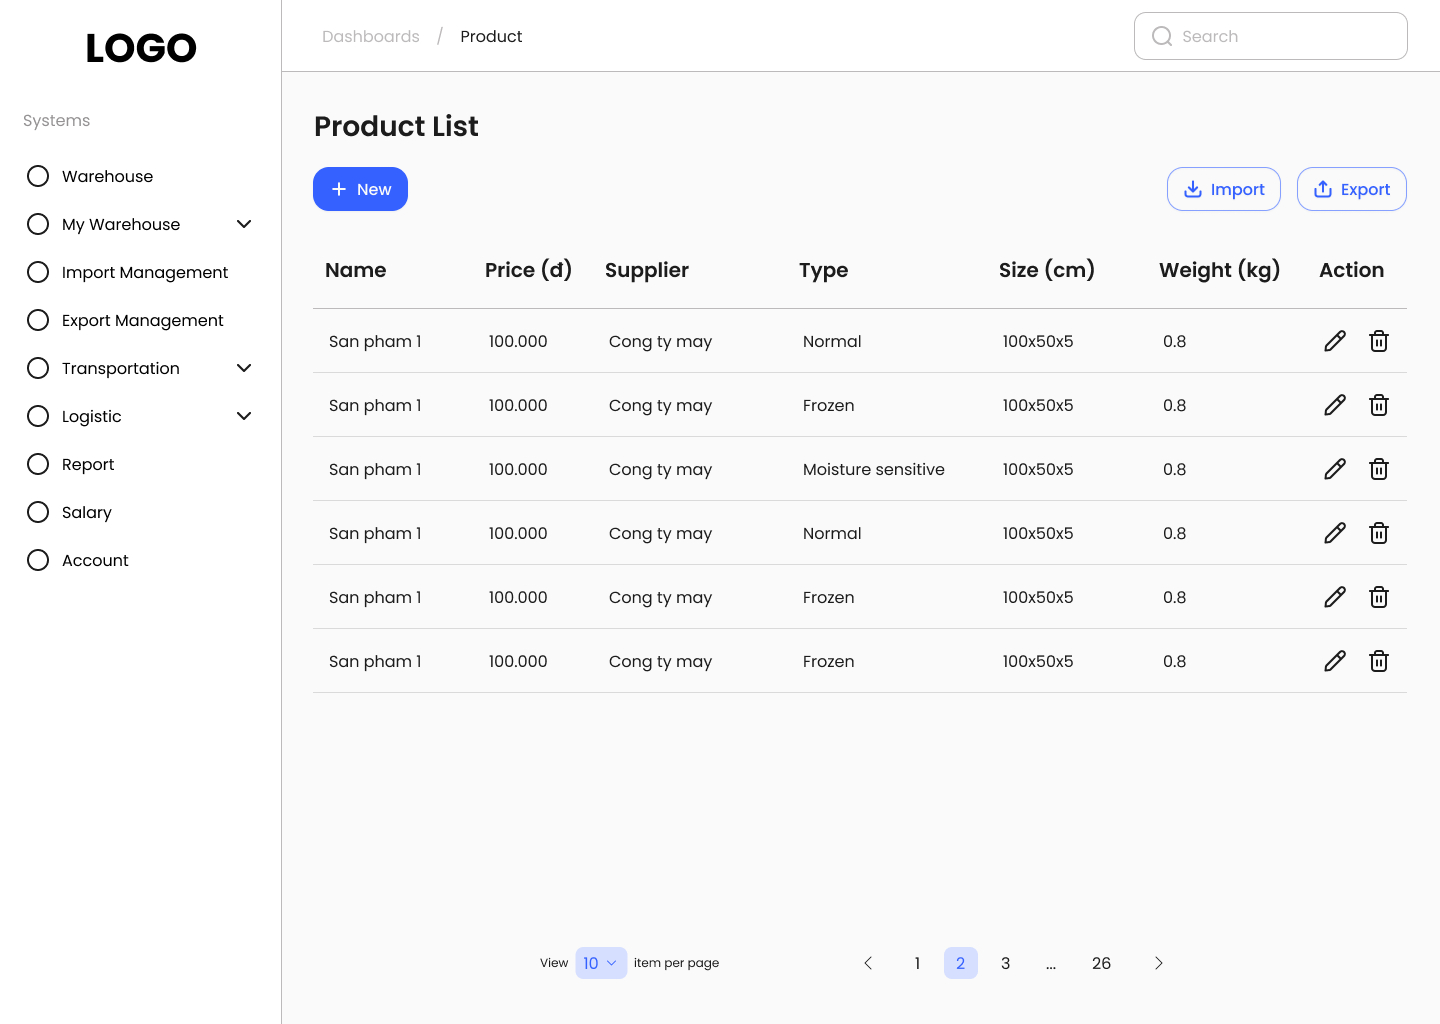 LOGO
Systems
Warehouse
My Warehouse
Import Management
Export Management
Transportation
Logistic
Report
Salary
Account
Dashboards / Product
Search
Product List
New
Import
Export
Name Price (đ) Supplier Type Size (cm) Weight (kg) Action
San pham 1 100.000 Cong ty may Normal 100x50x5 0.8
San pham 1 100.000 Cong ty may Frozen 100x50x5 0.8
San pham 1 100.000 Cong ty may Moisture sensitive 100x50x5 0.8
San pham 1 100.000 Cong ty may Normal 100x50x5 0.8
San pham 1 100.000 Cong ty may Frozen 100x50x5 0.8
San pham 1 100.000 Cong ty may Frozen 100x50x5 0.8
View 10 item per page
1 2 3 ... 26